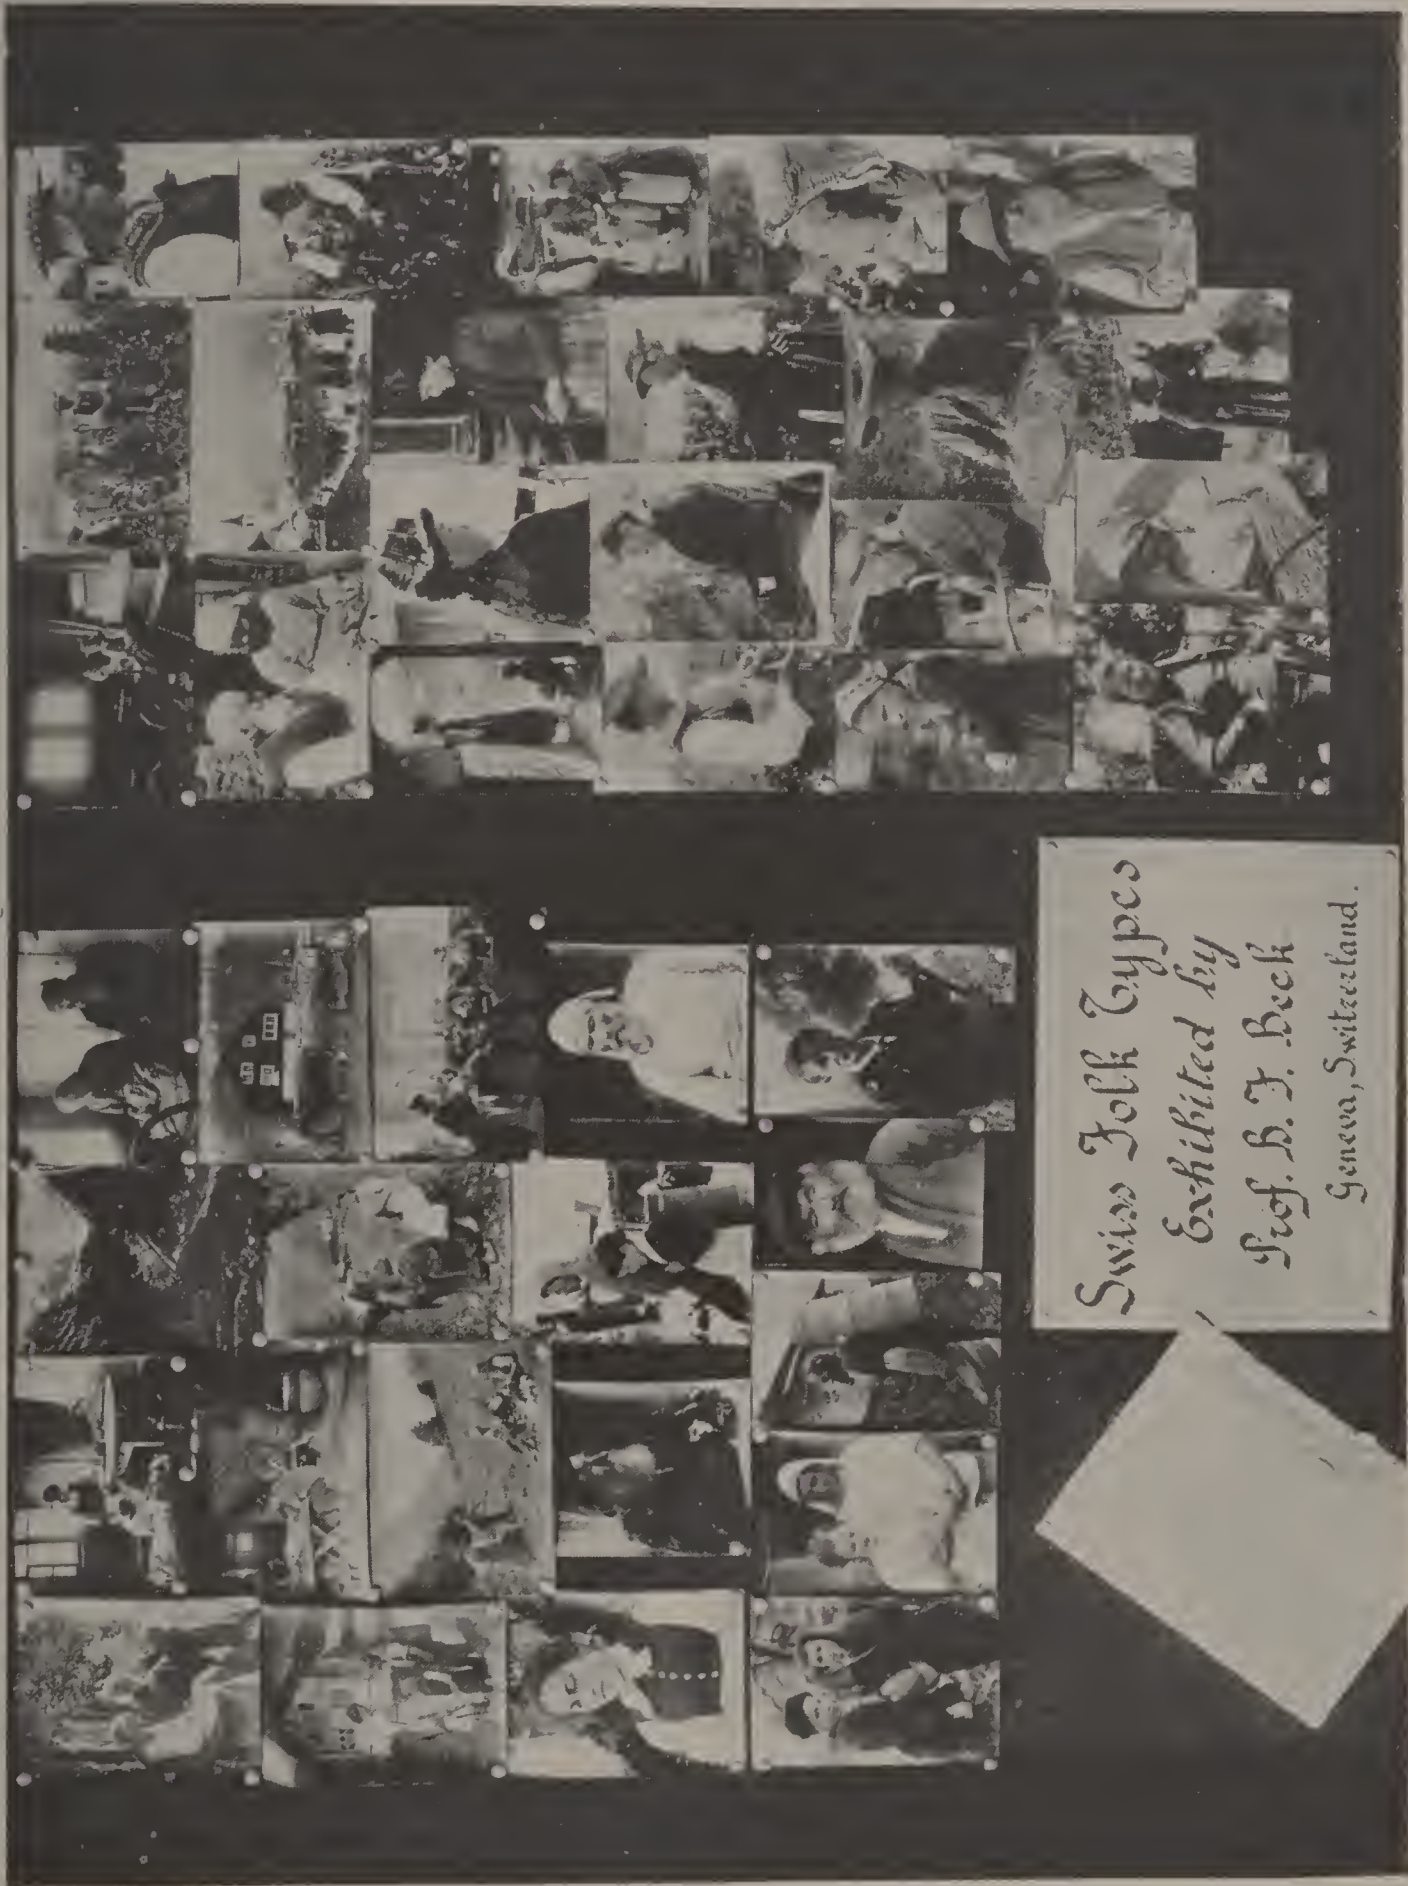 Swiss Folk Types
Exhibited by
Prof. B. F. Beck
Geneva, Switzerland.